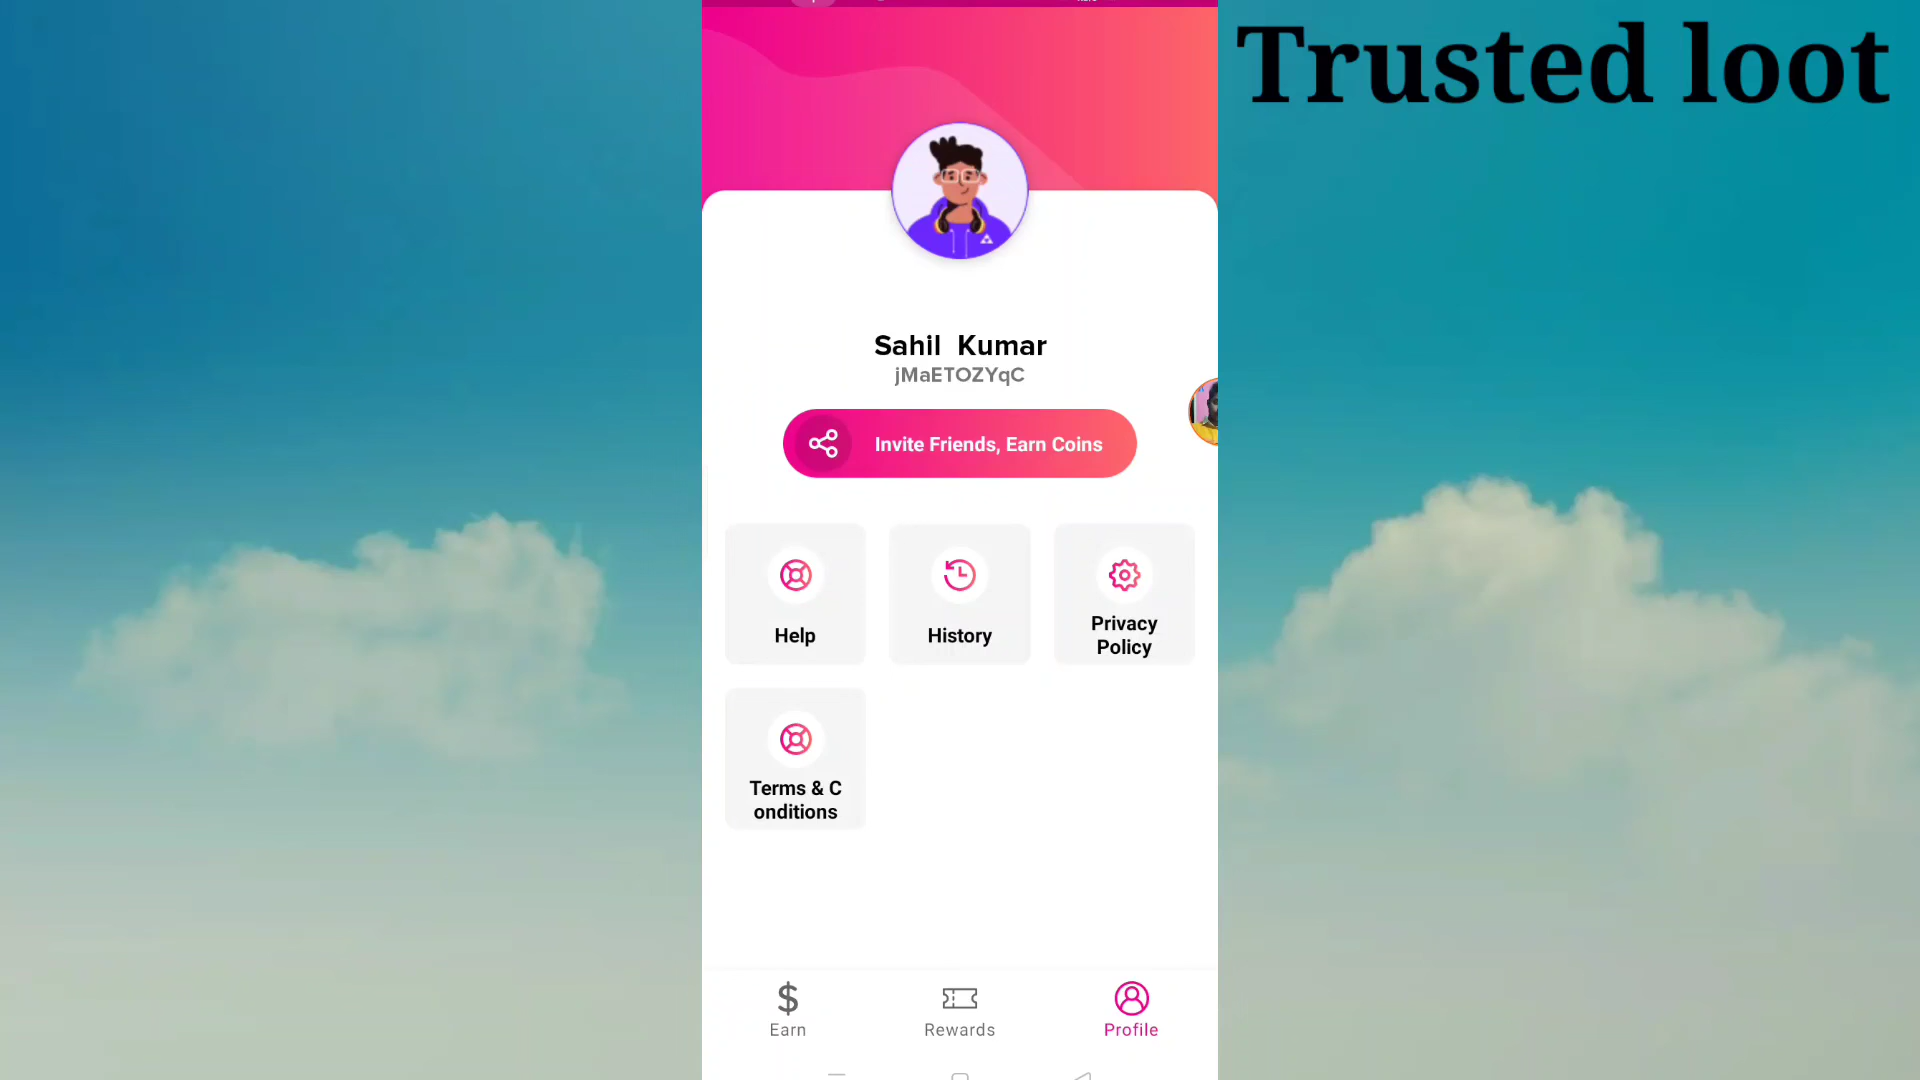 Trusted loot
Sahil Kumar
jMaETOZYqC
Invite Friends, Earn Coins
Help
History
Privacy
Policy
Terms & C
onditions
Earn
Rewards
Profile